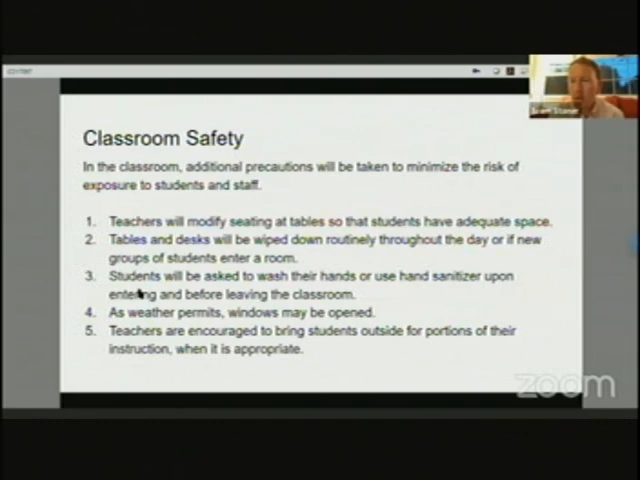 Classroom Safety
In the classroom, additional precautions will be taken to minimize the risk of
exposure to students and staff.
1. Teachers will modify seating at tables so that students have adequate space.
2. Tables and desks will be wiped down routinely throughout the day or if new
groups of students enter a room.
3. Students will be asked to wash their hands or use hand sanitizer upon
entering and before leaving the classroom.
4. As weather permits, windows may be opened.
5. Teachers are encouraged to bring students outside for portions of their
instruction, when it is appropriate.
zoom